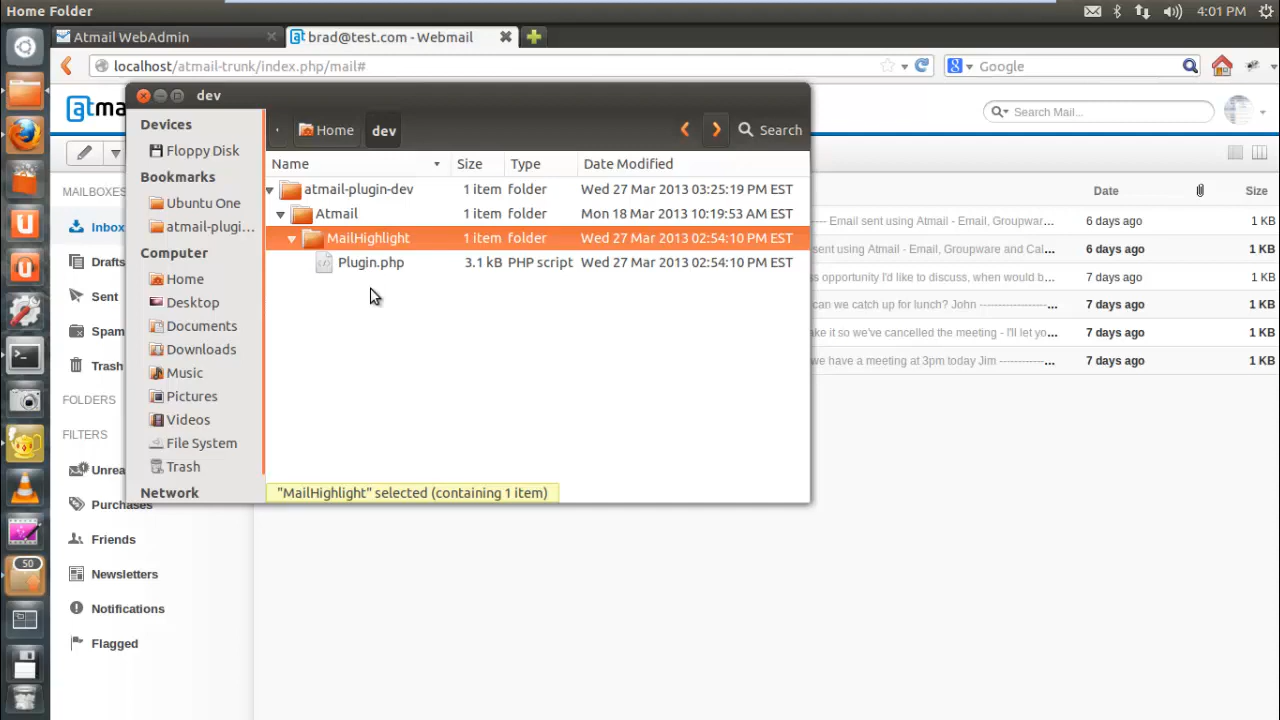 Home Folder
4:01 PM
Atmail WebAdmin
brad@test.com - Webmail
localhost/atmail-trunk/index.php/mail#
Google
@tma
Search Mail...
dev
Home
dev
Search
Devices
Floppy Disk
Bookmarks
Ubuntu One
atmail-plugi...
Computer
Home
Desktop
Documents
Downloads
Music
Pictures
Videos
File System
Trash
Network
Name Size Type Date Modified
atmail-plugin-dev 1 item folder Wed 27 Mar 2013 03:25:19 PM EST
Atmail 1 item folder Mon 18 Mar 2013 10:19:53 AM EST
MailHighlight 1 item folder Wed 27 Mar 2013 02:54:10 PM EST
Plugin.php 3.1 kB PHP script Wed 27 Mar 2013 02:54:10 PM EST
"MailHighlight" selected (containing 1 item)
MAILBOXES
Inbox
Drafts
Sent
Spam
Trash
FOLDERS
FILTERS
Unrea
Purchases
Friends
Newsletters
Notifications
Flagged
50
Date Size
---- Email sent using Atmail - Email, Groupwar... 6 days ago 1 KB
sent using Atmail - Email, Groupware and Cal... 6 days ago 1 KB
s opportunity I'd like to discuss, when would b... 7 days ago 1 KB
can we catch up for lunch? John ---------------... 7 days ago 1 KB
ke it so we've cancelled the meeting - I'll let yo... 7 days ago 1 KB
we have a meeting at 3pm today Jim -----------... 7 days ago 1 KB